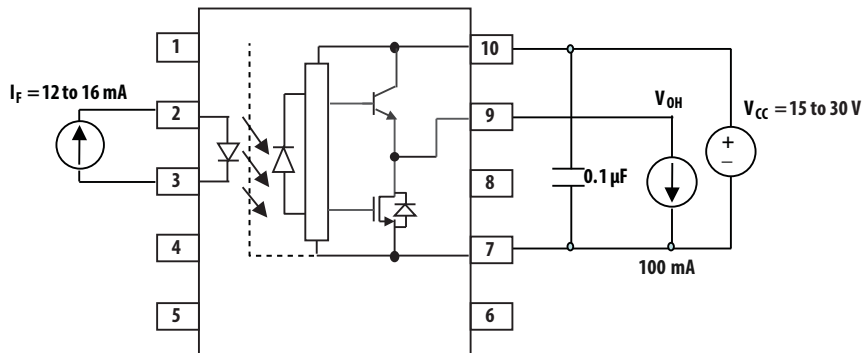 1
10
I_F = 12 to 16 mA
2
9
V_OH
V_CC = 15 to 30 V
+
–
3
8
0.1 µF
4
7
100 mA
5
6